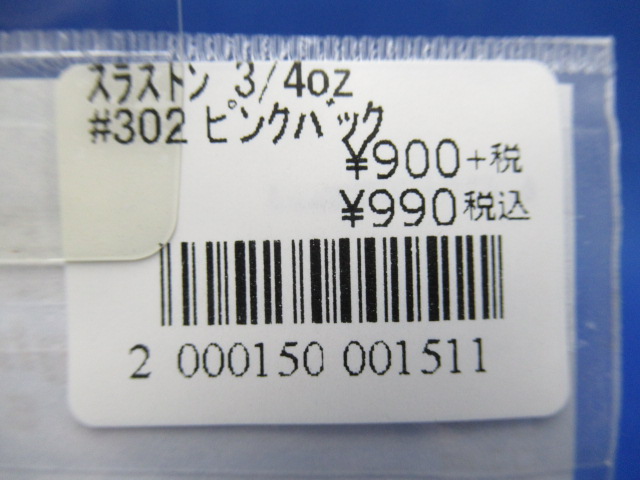 スラストン 3/4oz
#302 ピンクバック
¥900+税
¥990税込
2 000150 001511